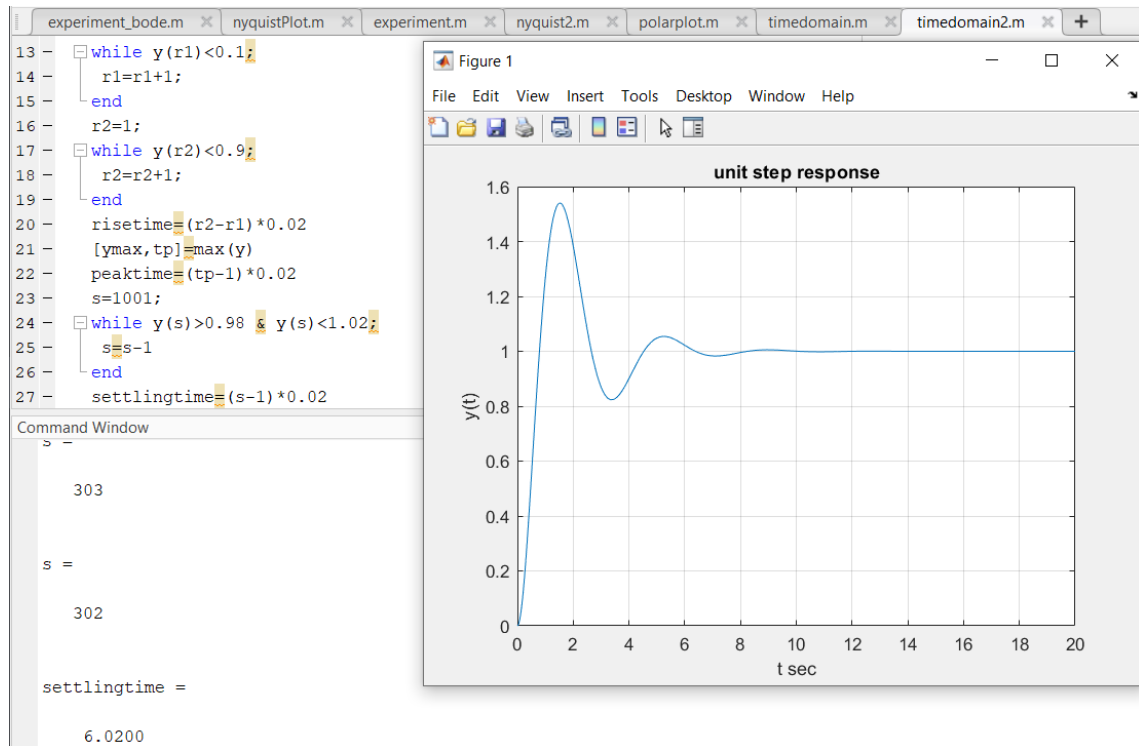 experiment_bode.m nyquistPlot.m experiment.m nyquist2.m polarplot.m timedomain.m timedomain2.m +
13 – while y(r1)<0.1;
14 – r1=r1+1;
15 – end
16 – r2=1;
17 – while y(r2)<0.9;
18 – r2=r2+1;
19 – end
20 – risetime=(r2-r1)*0.02
21 – [ymax,tp]=max(y)
22 – peaktime=(tp-1)*0.02
23 – s=1001;
24 – while y(s)>0.98 & y(s)<1.02;
25 – s=s-1
26 – end
27 – settlingtime=(s-1)*0.02
Command Window
s =
303
s =
302
settlingtime =
6.0200
Figure 1
File Edit View Insert Tools Desktop Window Help
unit step response
1.6
1.4
1.2
1
0.8
0.6
0.4
0.2
0
y(t)
0 2 4 6 8 10 12 14 16 18 20
t sec